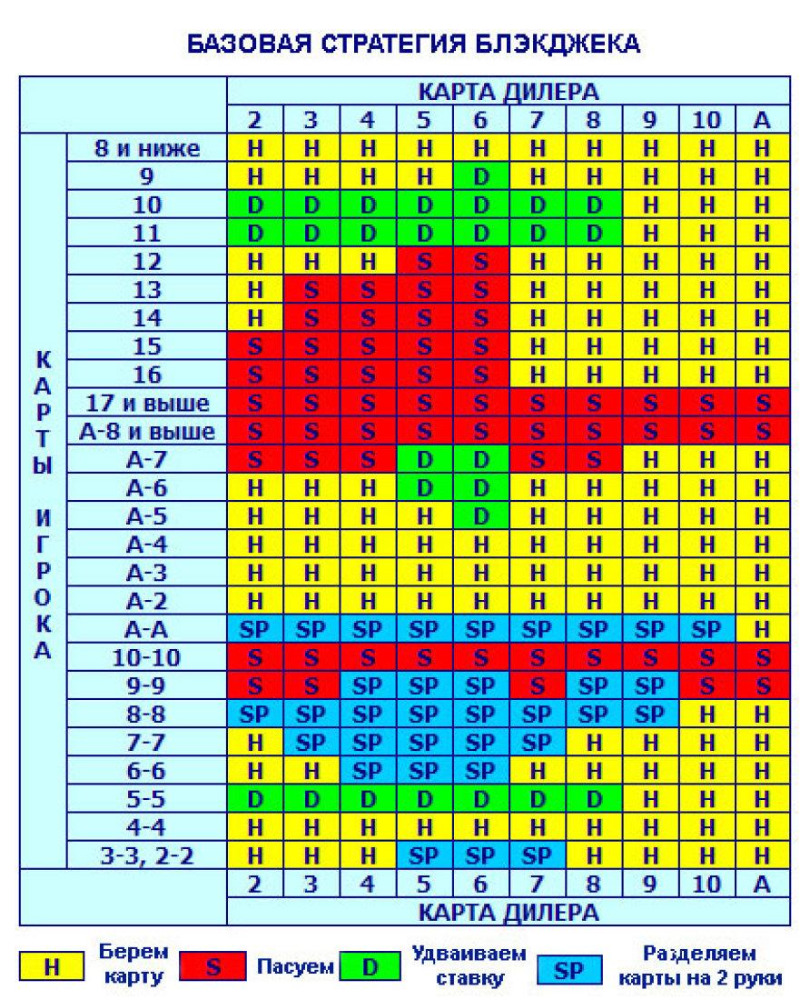 БАЗОВАЯ СТРАТЕГИЯ БЛЭКДЖЕКА
КАРТА ДИЛЕРА
2 3 4 5 6 7 8 9 10 А
КАРТЫ ИГРОКА
8 и ниже H H H H H H H H H H
9 H H H H D H H H H H
10 D D D D D D D H H H
11 D D D D D D D H H H
12 H H H S S H H H H H
13 H S S S S H H H H H
14 H S S S S H H H H H
15 S S S S S H H H H H
16 S S S S S H H H H H
17 и выше S S S S S S S S S S
А-8 и выше S S S S S S S S S S
А-7 S S S D D S S H H H
А-6 H H H D D H H H H H
А-5 H H H H D H H H H H
А-4 H H H H H H H H H H
А-3 H H H H H H H H H H
А-2 H H H H H H H H H H
А-А SP SP SP SP SP SP SP SP SP H
10-10 S S S S S S S S S S
9-9 S S SP SP SP S SP SP S S
8-8 SP SP SP SP SP SP SP SP H H
7-7 H SP SP SP SP SP H H H H
6-6 H H SP SP SP H H H H H
5-5 D D D D D D D H H H
4-4 H H H H H H H H H H
3-3, 2-2 H H H SP SP SP H H H H
2 3 4 5 6 7 8 9 10 А
КАРТА ДИЛЕРА
H Берем карту S Пасуем D Удваиваем ставку SP Разделяем карты на 2 руки